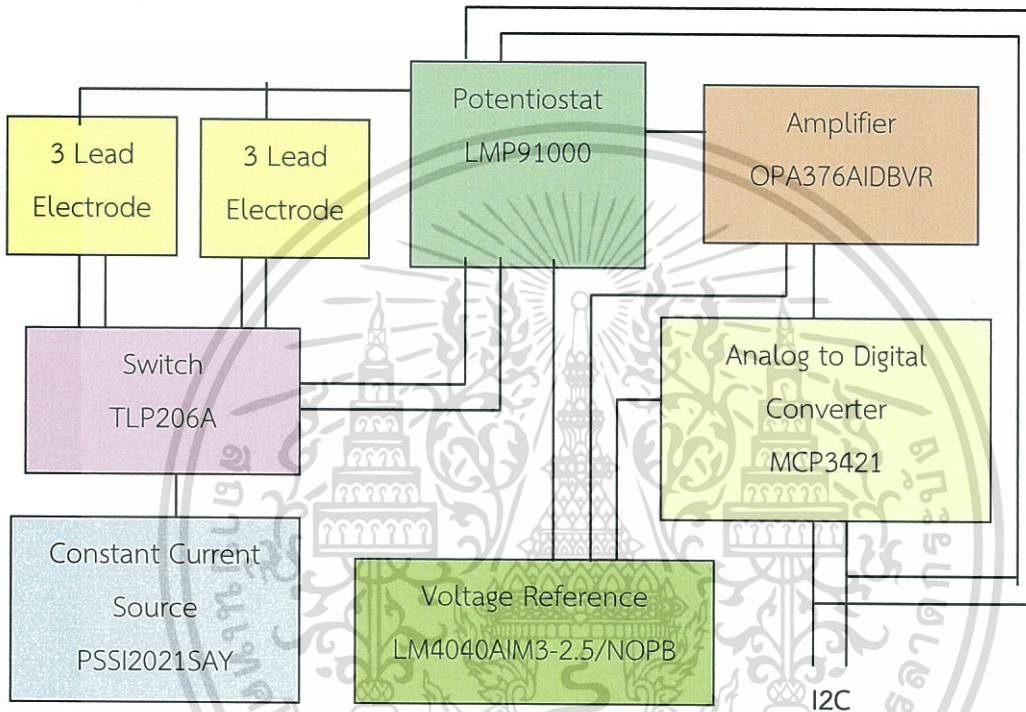 Potentiostat
LMP91000
Amplifier
OPA376AIDBVR
3 Lead
Electrode
3 Lead
Electrode
Switch
TLP206A
Analog to Digital
Converter
MCP3421
Constant Current
Source
PSSI2021SAY
Voltage Reference
LM4040AIM3-2.5/NOPB
I2C